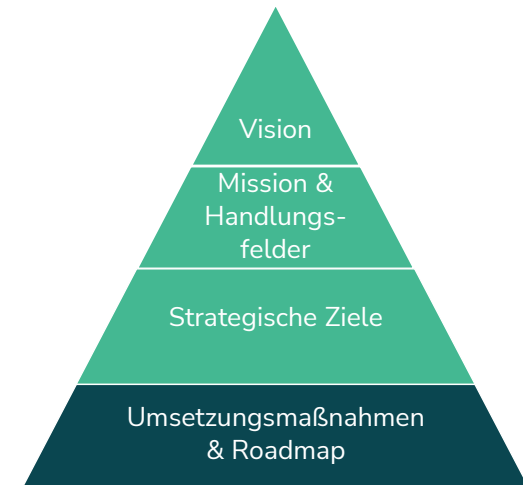 Vision
Mission &
Handlungs-
felder
Strategische Ziele
Umsetzungsmaßnahmen
& Roadmap